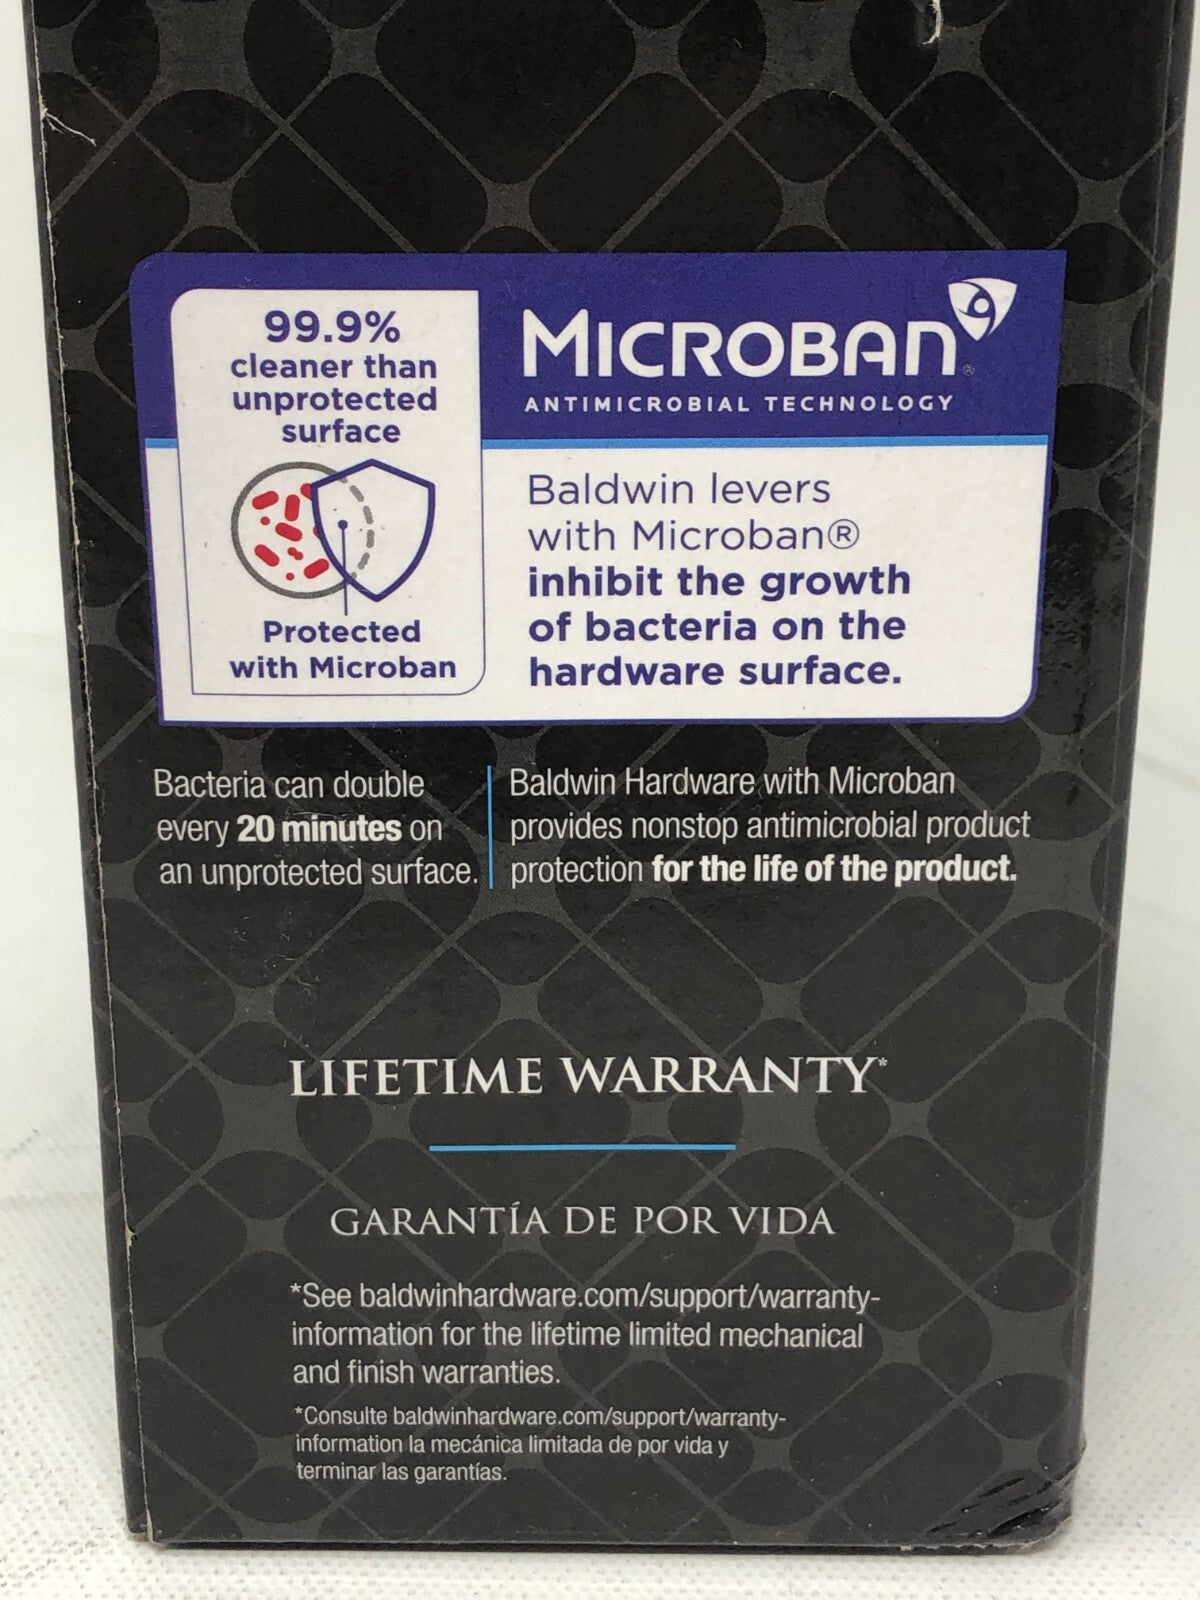 99.9%
cleaner than
unprotected
surface
Protected
with Microban
MICROBAN®
ANTIMICROBIAL TECHNOLOGY
Baldwin levers
with Microban®
inhibit the growth
of bacteria on the
hardware surface.
Bacteria can double
every 20 minutes on
an unprotected surface.
Baldwin Hardware with Microban
provides nonstop antimicrobial product
protection for the life of the product.
LIFETIME WARRANTY*
GARANTÍA DE POR VIDA
*See baldwinhardware.com/support/warranty-
information for the lifetime limited mechanical
and finish warranties.
*Consulte baldwinhardware.com/support/warranty-
information la mecánica limitada de por vida y
terminar las garantías.